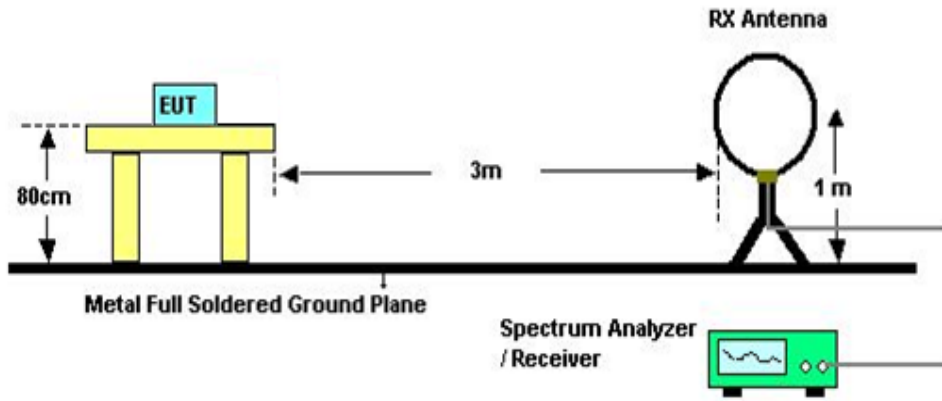 RX Antenna
EUT
3m
80cm
1 m
Metal Full Soldered Ground Plane
Spectrum Analyzer
/ Receiver